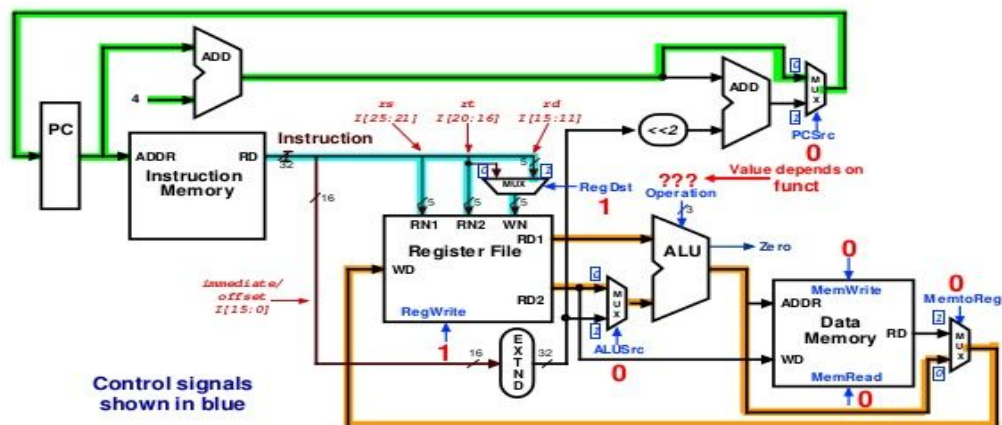 ADD
4
PC
ADDR
RD
32
Instruction
Memory
Instruction
rs
I[25:21]
rt
I[20:16]
rd
I[15:11]
5
0
MUX
1
RegDst
1
5
5
5
RN1
RN2
WN
RD1
Register File
WD
RD2
RegWrite
1
16
immediate/
offset
I[15:0]
16
EXTND
32
<<2
ADD
0
MUX
1
PCSrc
0
???
Value depends on
funct
Operation
3
ALU
Zero
0
MUX
1
ALUSrc
0
0
MemWrite
ADDR
Data
Memory
RD
WD
MemRead
0
0
MemtoReg
1
MUX
0
Control signals
shown in blue